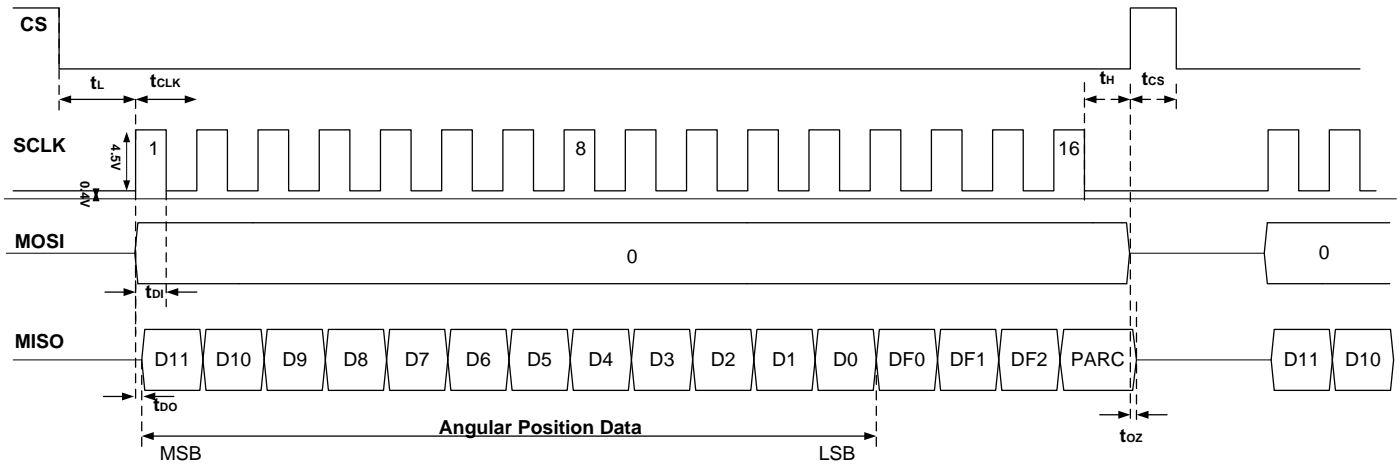 CS
tL
tCLK
tH
tCS
SCLK
4.5V
0.4V
1
8
16
MOSI
0
0
tDI
MISO
D11 D10 D9 D8 D7 D6 D5 D4 D3 D2 D1 D0 DF0 DF1 DF2 PARC D11 D10
tDO
tOZ
Angular Position Data
MSB LSB